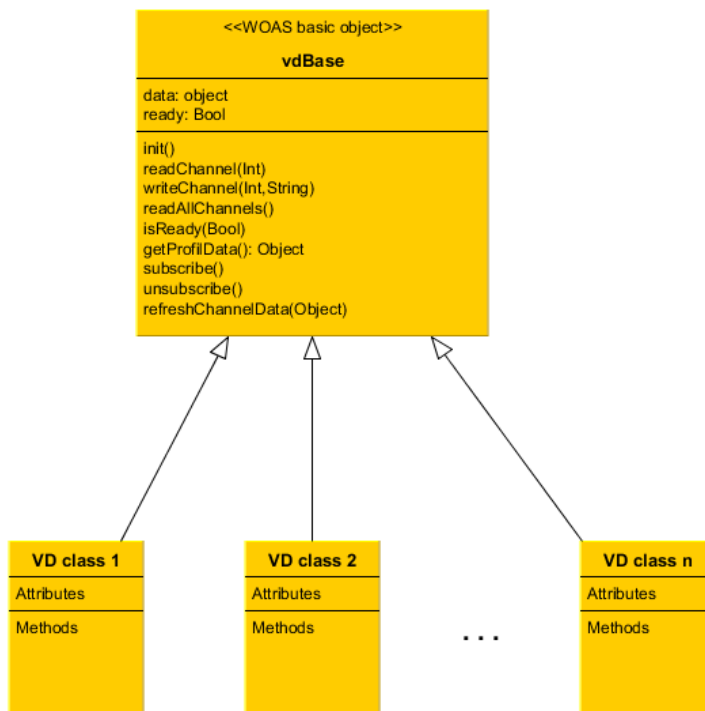 <<WOAS basic object>>
vdBase
data: object
ready: Bool
init()
readChannel(Int)
writeChannel(Int,String)
readAllChannels()
isReady(Bool)
getProfilData(): Object
subscribe()
unsubscribe()
refreshChannelData(Object)
VD class 1
Attributes
Methods
VD class 2
Attributes
Methods
. . .
VD class n
Attributes
Methods